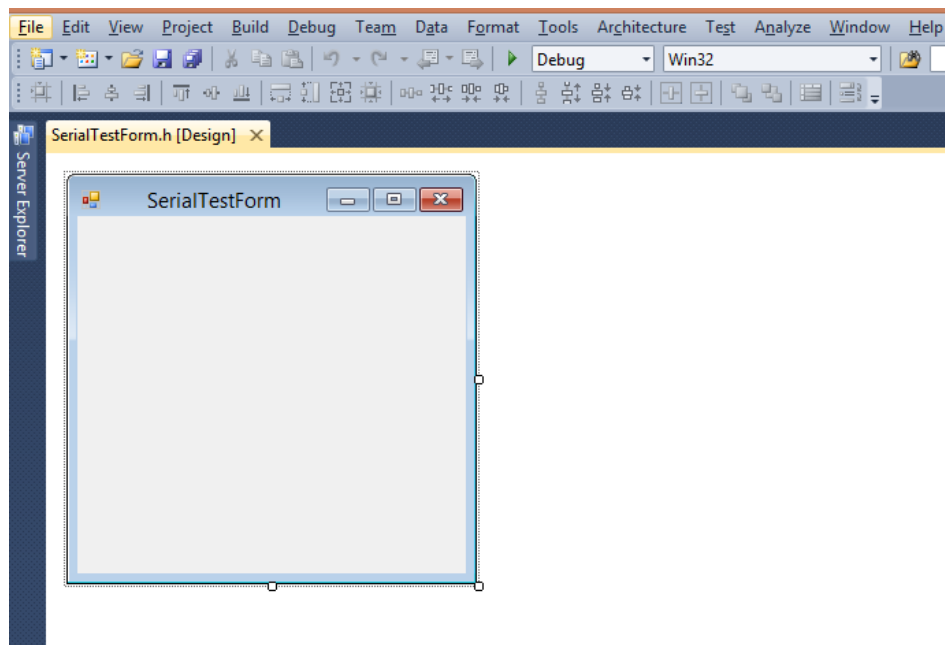 File Edit View Project Build Debug Team Data Format Tools Architecture Test Analyze Window Help
Debug Win32
SerialTestForm.h [Design]
Server Explorer
SerialTestForm